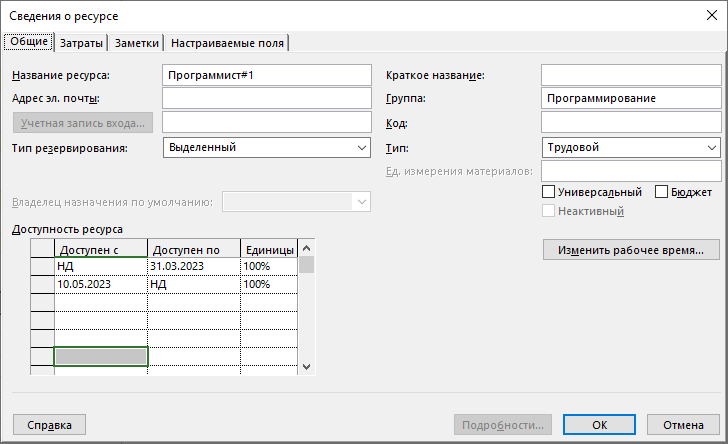 Сведения о ресурсе
Общие Затраты Заметки Настраиваемые поля
Название ресурса: Программист#1 Краткое название:
Адрес эл. почты: Группа: Программирование
Учетная запись входа... Код:
Тип резервирования: Выделенный Тип: Трудовой
Ед. измерения материалов:
Владелец назначения по умолчанию: Универсальный Бюджет
Неактивный
Доступность ресурса
Доступен с Доступен по Единицы
НД 31.03.2023 100%
10.05.2023 НД 100%
Изменить рабочее время...
Справка Подробности... ОК Отмена